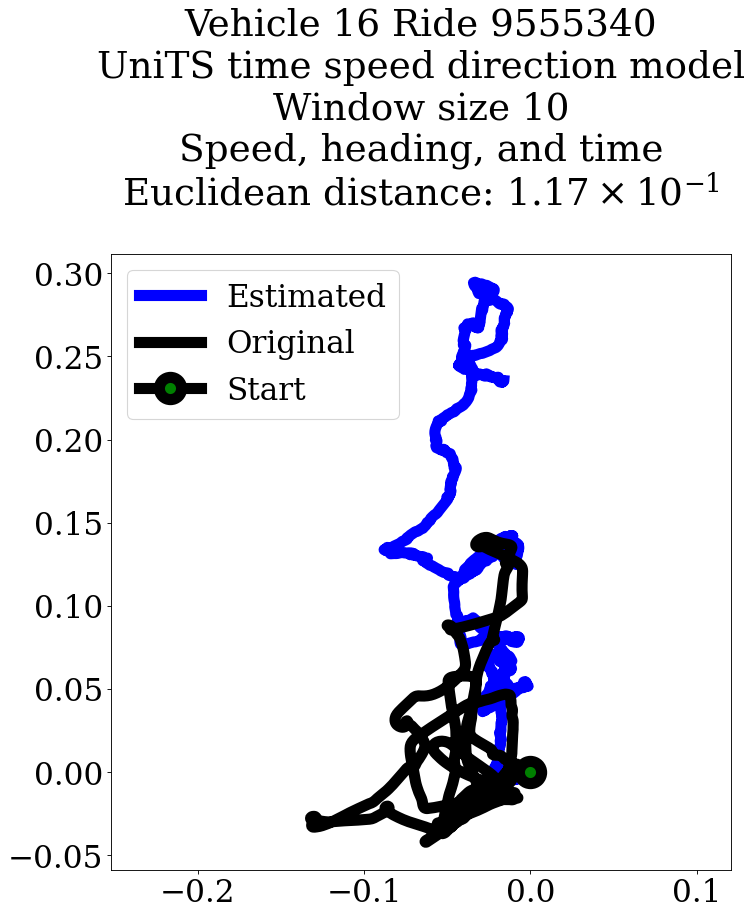 Vehicle 16 Ride 9555340
UniTS time speed direction model
Window size 10
Speed, heading, and time
Euclidean distance: 1.17 × 10⁻¹
Estimated
Original
Start
0.30
0.25
0.20
0.15
0.10
0.05
0.00
−0.05
−0.2 −0.1 0.0 0.1